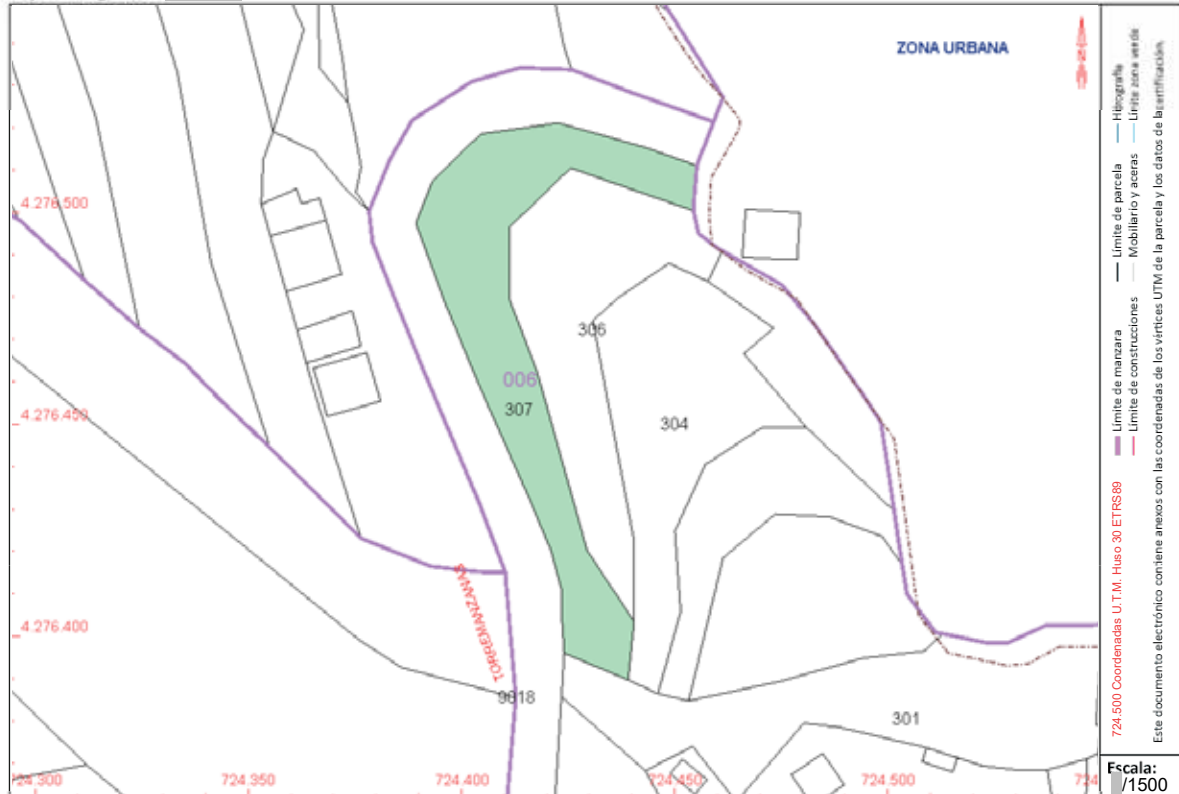 ZONA URBANA
4.276.500
306
006
307
304
4.276.450
4.276.400
TORREMANZANAS
9018
301
724.300
724.350
724.400
724.450
724.500
724
724.500 Coordenadas U.T.M. Huso 30 ETRS89
Límite de manzana
Límite de parcela
Hidrografía
Límite de construcciones
Mobiliario y aceras
Límite zona verde
Este documento electrónico contiene anexos con las coordenadas de los vértices UTM de la parcela y los datos de la certificación.
Escala:
/1500